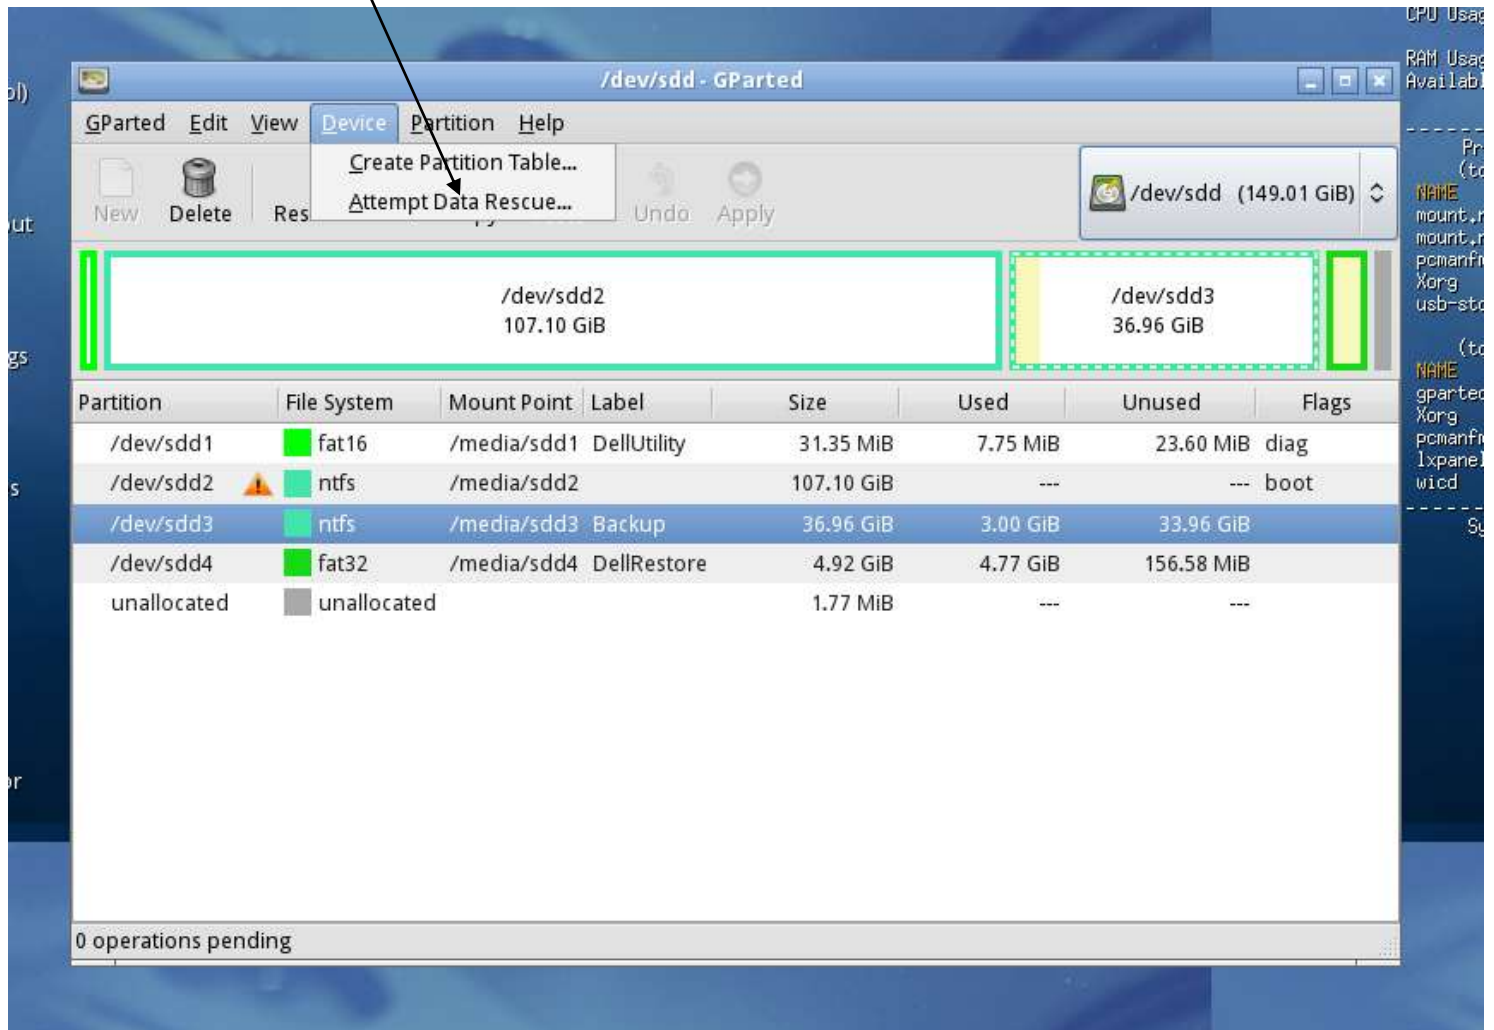 /dev/sdd - GParted
GParted Edit View Device Partition Help
Create Partition Table...
Attempt Data Rescue...
New Delete Undo Apply
/dev/sdd (149.01 GiB)
/dev/sdd2
107.10 GiB
/dev/sdd3
36.96 GiB
Partition File System Mount Point Label Size Used Unused Flags
/dev/sdd1 fat16 /media/sdd1 DellUtility 31.35 MiB 7.75 MiB 23.60 MiB diag
/dev/sdd2 ntfs /media/sdd2 107.10 GiB --- --- boot
/dev/sdd3 ntfs /media/sdd3 Backup 36.96 GiB 3.00 GiB 33.96 GiB
/dev/sdd4 fat32 /media/sdd4 DellRestore 4.92 GiB 4.77 GiB 156.58 MiB
unallocated unallocated 1.77 MiB --- ---
0 operations pending
CPU
RAM
NAME
Xorg
NAME
Xorg
wicd